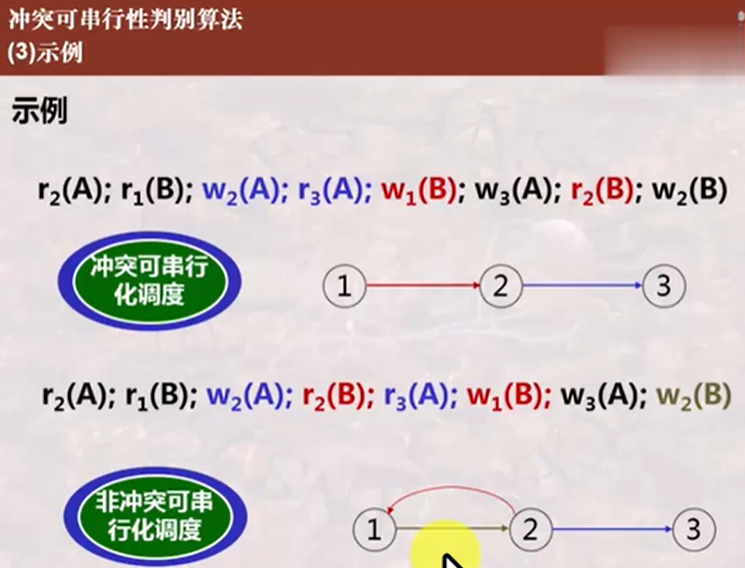 冲突可串行性判别算法
(3)示例
示例
r₂(A); r₁(B); w₂(A); r₃(A); w₁(B); w₃(A); r₂(B); w₂(B)
冲突可串行
化调度
1 2 3
r₂(A); r₁(B); w₂(A); r₂(B); r₃(A); w₁(B); w₃(A); w₂(B)
非冲突可串
行化调度
1 2 3